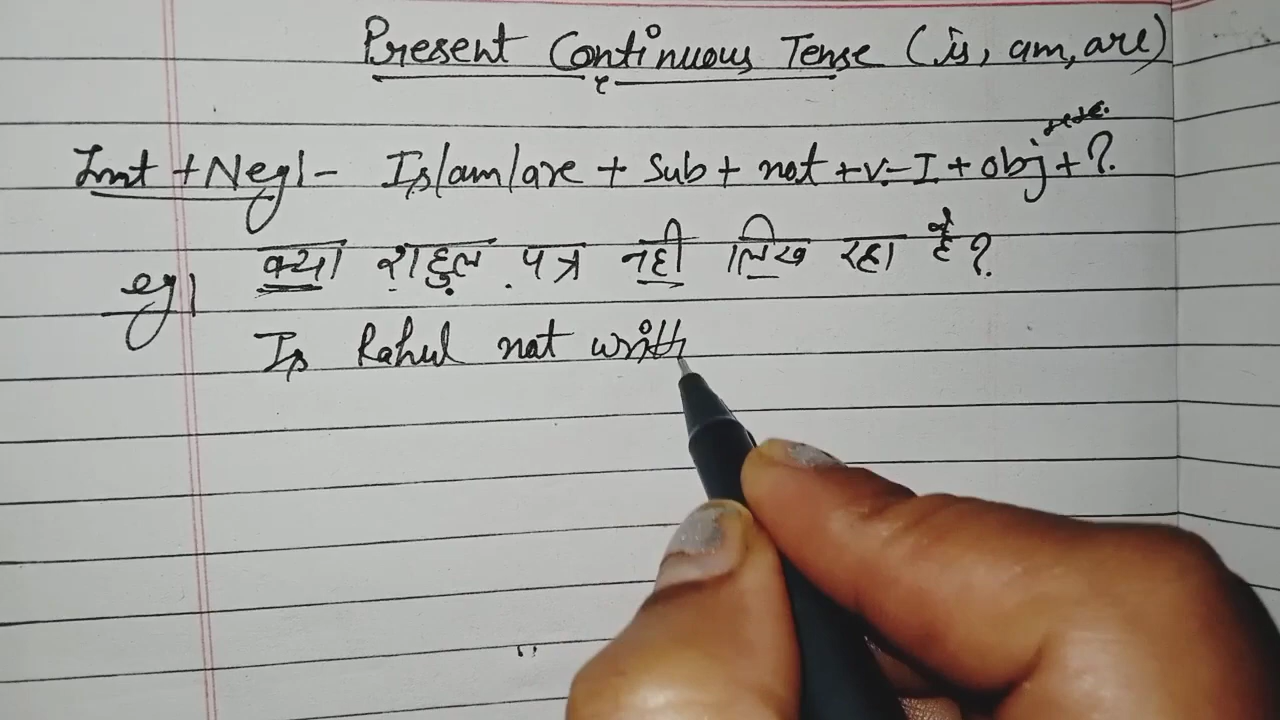 Present Continuous Tense (is, am, are)
Int + Neg| - Is/am/are + sub + not + v-I + obj + ?
eg| क्या राहुल पत्र नही लिख रहा है ?
Is Rahul not writ